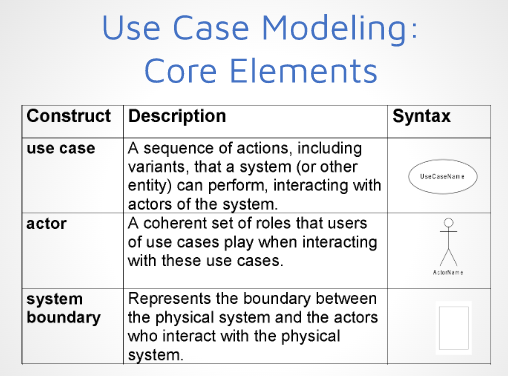 Use Case Modeling:
Core Elements
Construct Description Syntax
use case
A sequence of actions, including
variants, that a system (or other
entity) can perform, interacting with
actors of the system.
UseCaseName
actor
A coherent set of roles that users
of use cases play when interacting
with these use cases.
ActorName
system
boundary
Represents the boundary between
the physical system and the actors
who interact with the physical
system.